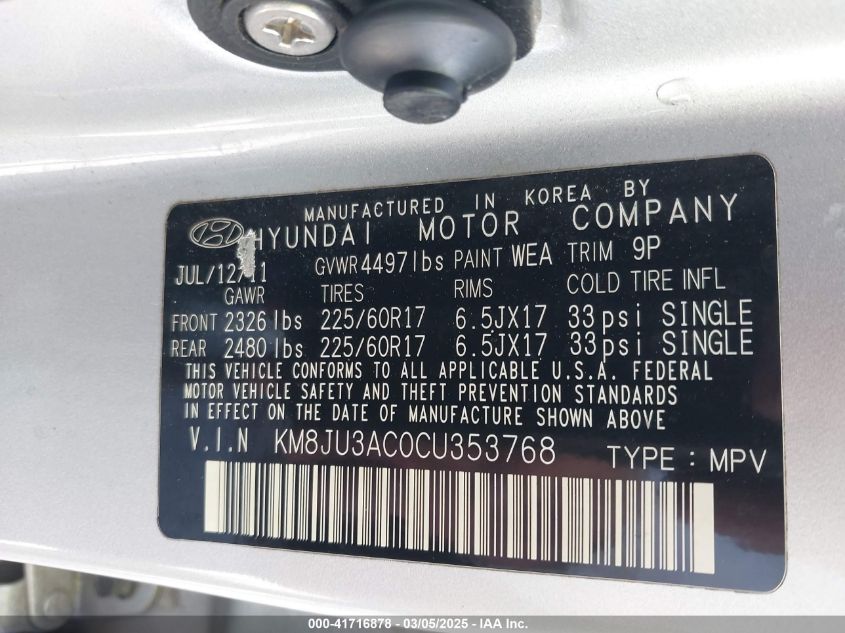 MANUFACTURED IN KOREA BY
HYUNDAI MOTOR COMPANY
JUL/12/11 GVWR 4497lbs PAINT WEA TRIM 9P
GAWR TIRES RIMS COLD TIRE INFL
FRONT 2326lbs 225/60R17 6.5JX17 33psi SINGLE
REAR 2480lbs 225/60R17 6.5JX17 33psi SINGLE
THIS VEHICLE CONFORMS TO ALL APPLICABLE U.S.A. FEDERAL
MOTOR VEHICLE SAFETY AND THEFT PREVENTION STANDARDS
IN EFFECT ON THE DATE OF MANUFACTURE SHOWN ABOVE
V.I.N KM8JU3AC0CU353768 TYPE : MPV
000-41716878 - 03/05/2025 - COPYRIGHT IAA, LLC.